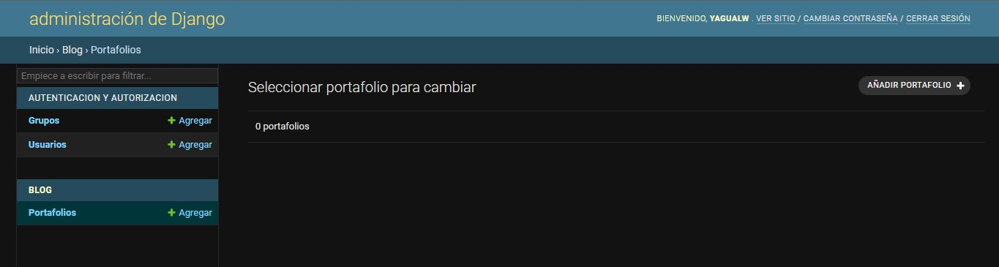 administración de Django
BIENVENIDO, YAGUALW . VER SITIO / CAMBIAR CONTRASEÑA / CERRAR SESIÓN
Inicio › Blog › Portafolios
Empiece a escribir para filtrar...
AUTENTICACION Y AUTORIZACION
Grupos + Agregar
Usuarios + Agregar
BLOG
Portafolios + Agregar
Seleccionar portafolio para cambiar
AÑADIR PORTAFOLIO +
0 portafolios